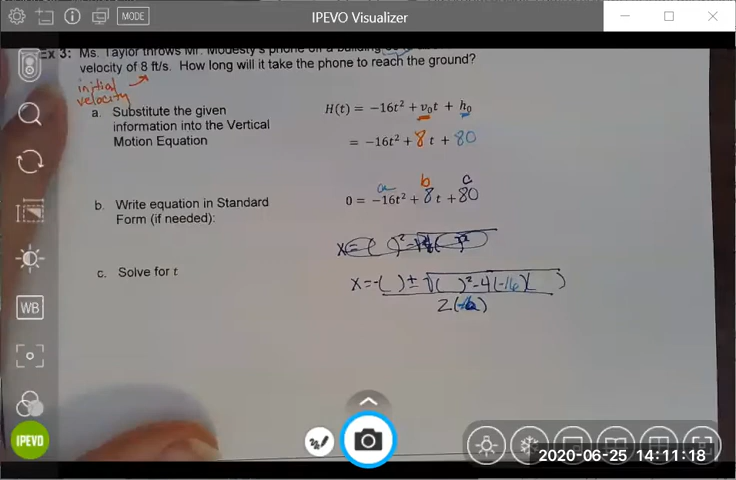 IPEVO Visualizer
MODE
Ex 3: Ms. Taylor throws Mr. Modesty's phone off a building
velocity of 8 ft/s. How long will it take the phone to reach the ground?
initial
velocity
a. Substitute the given
information into the Vertical
Motion Equation
H(t) = −16t² + v₀t + h₀
= −16t² + 8t + 80
a b c
b. Write equation in Standard
Form (if needed):
0 = −16t² + 8t + 80
c. Solve for t
x = -( ) ± √( )² - 4(-16)( )
2(-16)
WB
IPEVO
2020-06-25 14:11:18